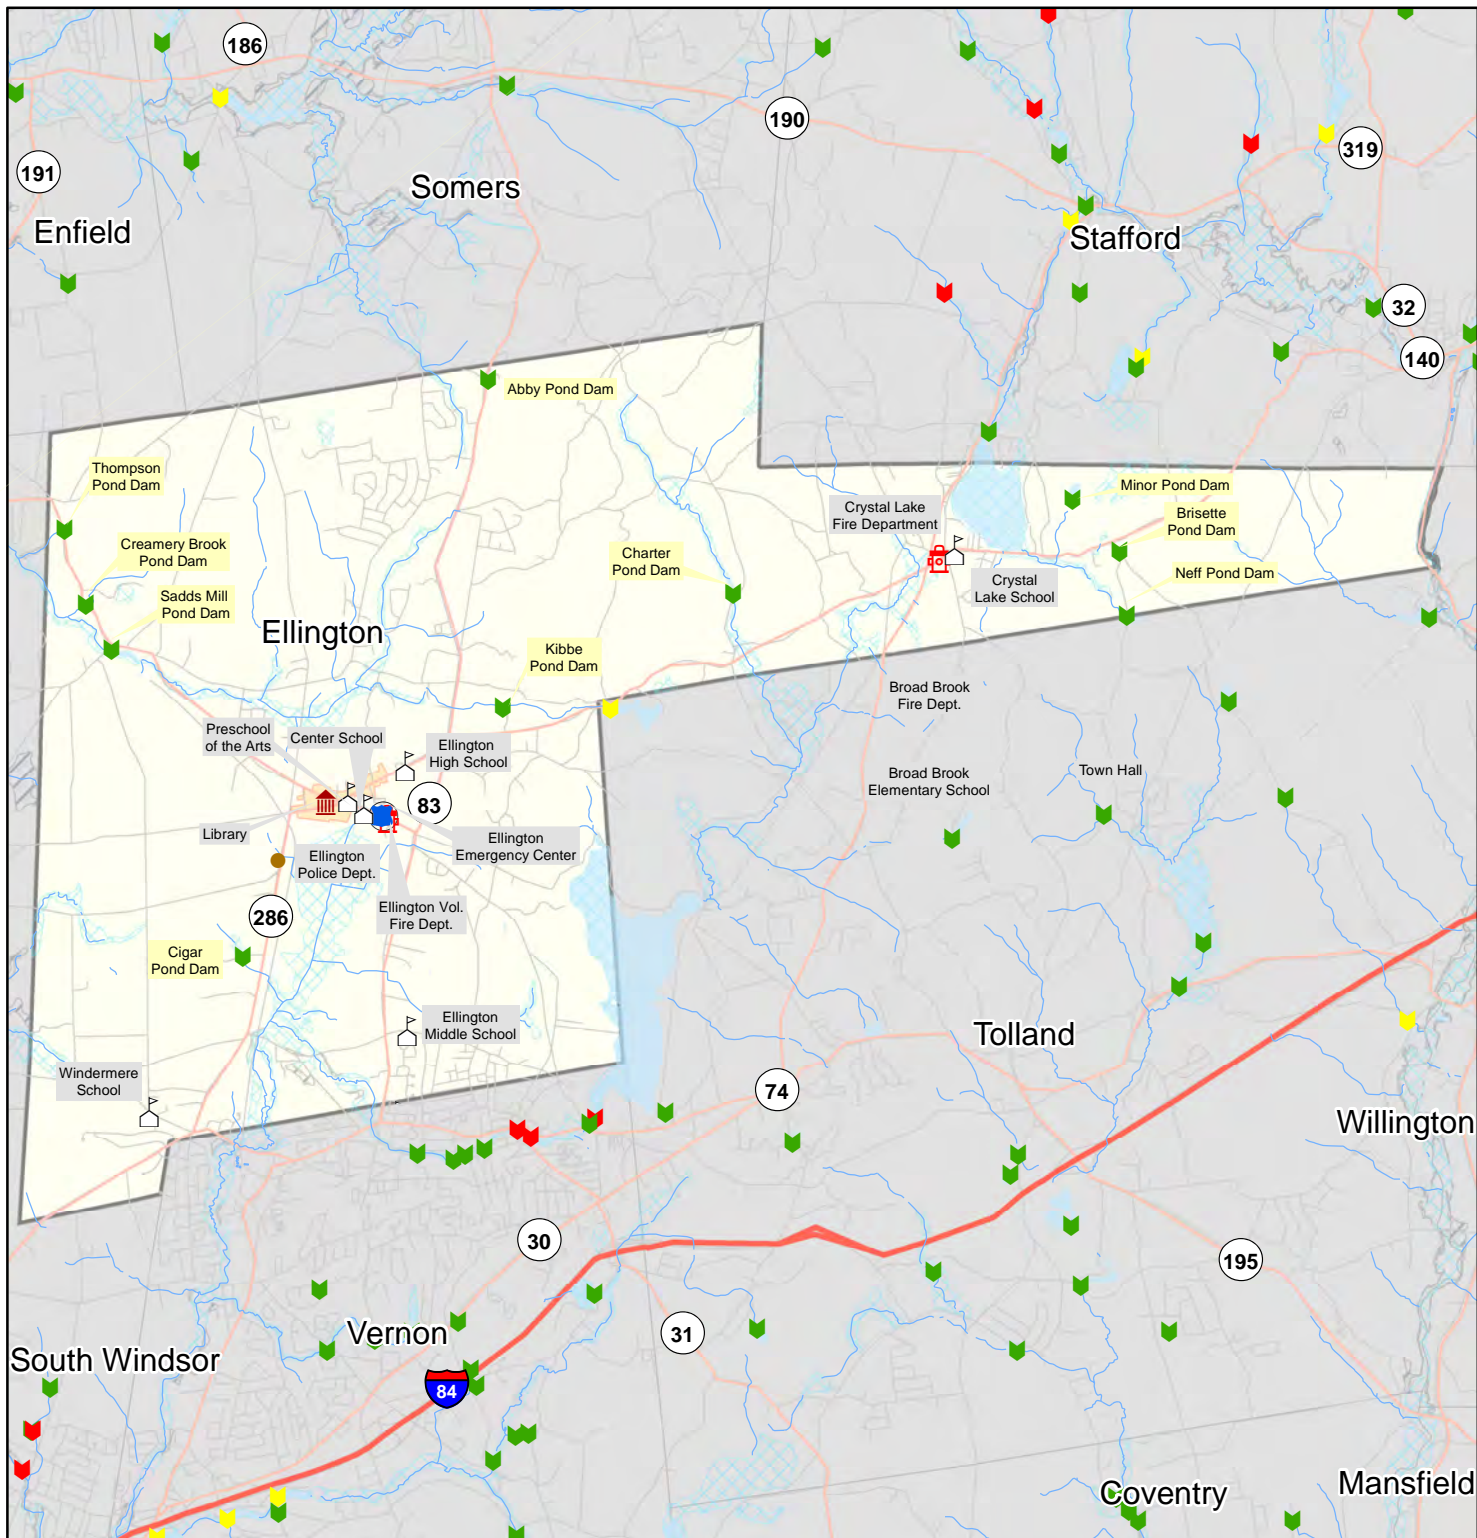 186
190
319
191
Somers
Enfield
Stafford
32
140
Abby Pond Dam
Thompson
Pond Dam
Minor Pond Dam
Crystal Lake
Fire Department
Brisette
Pond Dam
Creamery Brook
Pond Dam
Charter
Pond Dam
Neff Pond Dam
Crystal
Lake School
Sadds Mill
Pond Dam
Ellington
Kibbe
Pond Dam
Broad Brook
Fire Dept.
Preschool
of the Arts
Center School
Ellington
High School
Broad Brook
Elementary School
Town Hall
83
Library
Ellington
Emergency Center
Ellington
Police Dept.
Ellington Vol.
Fire Dept.
286
Cigar
Pond Dam
Ellington
Middle School
Tolland
Windermere
School
74
Willington
30
195
31
Vernon
South Windsor
84
Coventry
Mansfield